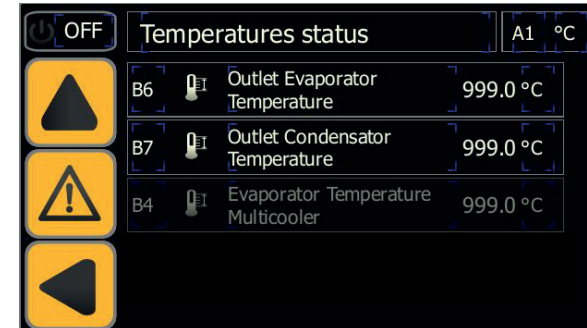 OFF Temperatures status A1 °C
B6 Outlet Evaporator
Temperature 999.0 °C
B7 Outlet Condensator
Temperature 999.0 °C
B4 Evaporator Temperature
Multicooler 999.0 °C